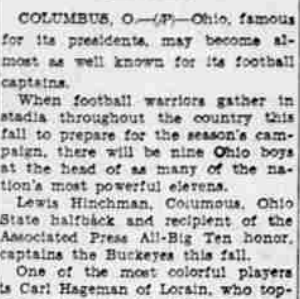 COLUMBUS, O.—(AP)—Ohio, famous
for its presidents, may become al-
most as well known for its football
captains.
When football warriors gather in
stadia throughout the country this
fall to prepare for the season's cam-
paign, there will be nine Ohio boys
at the head of as many of the na-
tion's most powerful elevens.
Lewis Hinchman, Columous, Ohio
State halfback and recipient of the
Associated Press All-Big Ten honor,
captains the Buckeyes this fall.
One of the most colorful players
is Carl Hageman of Lorain, who top-